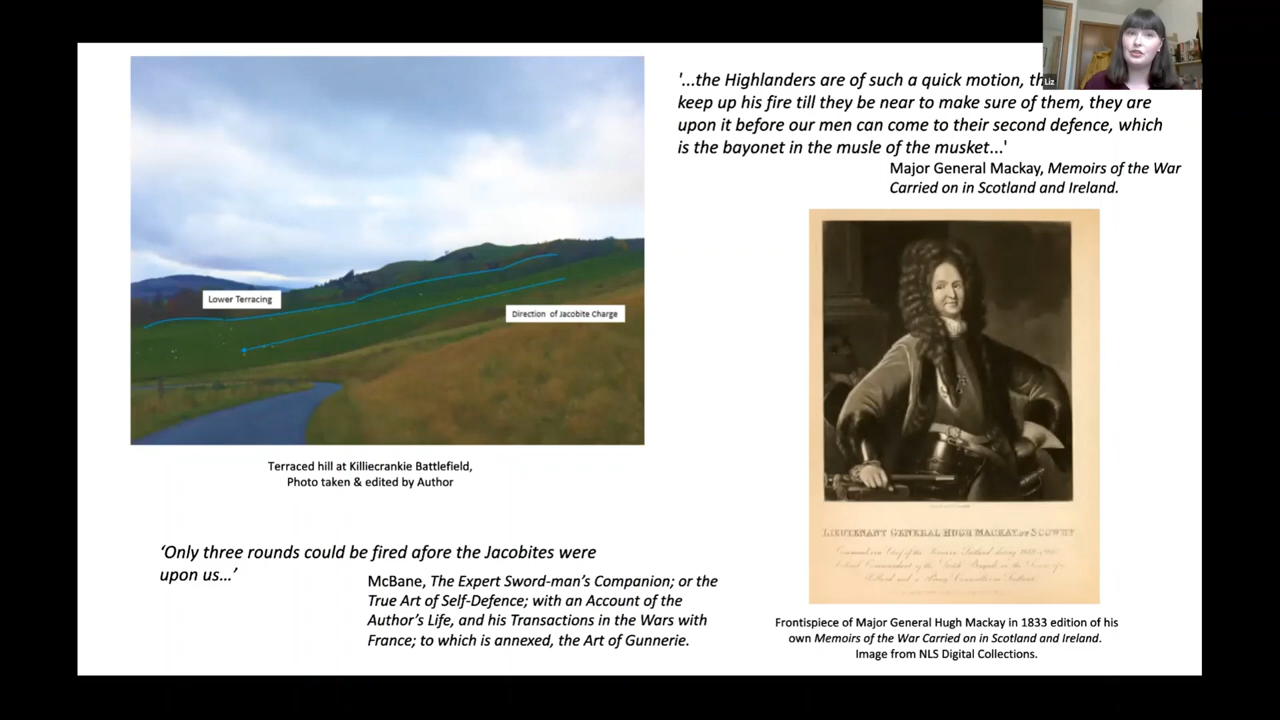 '...the Highlanders are of such a quick motion,
keep up his fire till they be near to make sure of them, they are
upon it before our men can come to their second defence, which
is the bayonet in the musle of the musket...'
Major General Mackay, Memoirs of the War
Carried on in Scotland and Ireland.
Liz
Lower Terracing
Direction of Jacobite Charge
Terraced hill at Killiecrankie Battlefield,
Photo taken & edited by Author
‘Only three rounds could be fired afore the Jacobites were
upon us...’
McBane, The Expert Sword-man’s Companion; or the
True Art of Self-Defence; with an Account of the
Author’s Life, and his Transactions in the Wars with
France; to which is annexed, the Art of Gunnerie.
LIEUTENANT GENERAL HUGH MACKAY OF SCOWRY
Frontispiece of Major General Hugh Mackay in 1833 edition of his
own Memoirs of the War Carried on in Scotland and Ireland.
Image from NLS Digital Collections.